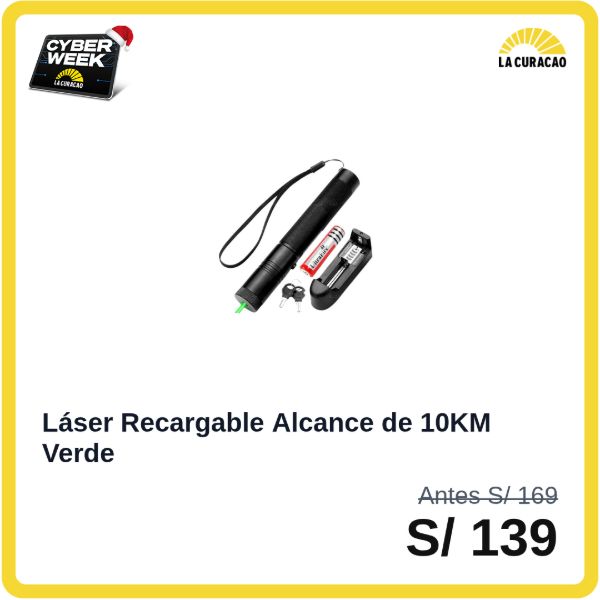 CYBER
WEEK
LA CURACAO
LA CURACAO
Láser Recargable Alcance de 10KM
Verde
Antes S/ 169
S/ 139